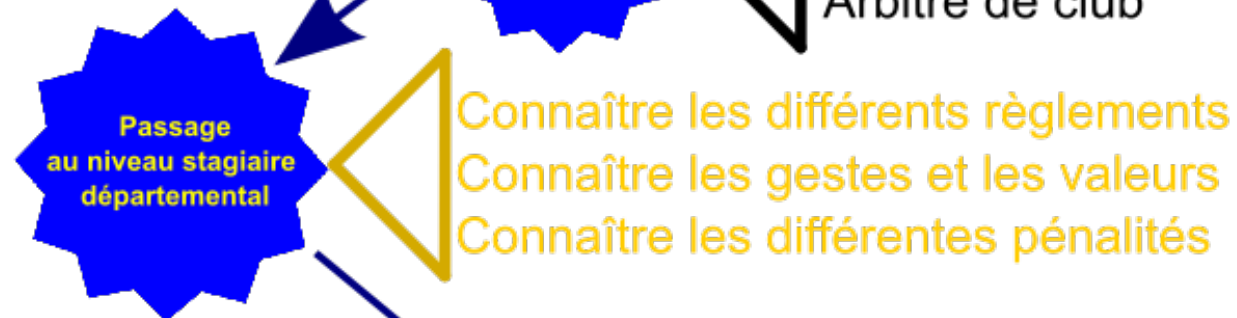 Arbitre de club
Passage
au niveau stagiaire
départemental
Connaître les différents règlements
Connaître les gestes et les valeurs
Connaître les différentes pénalités